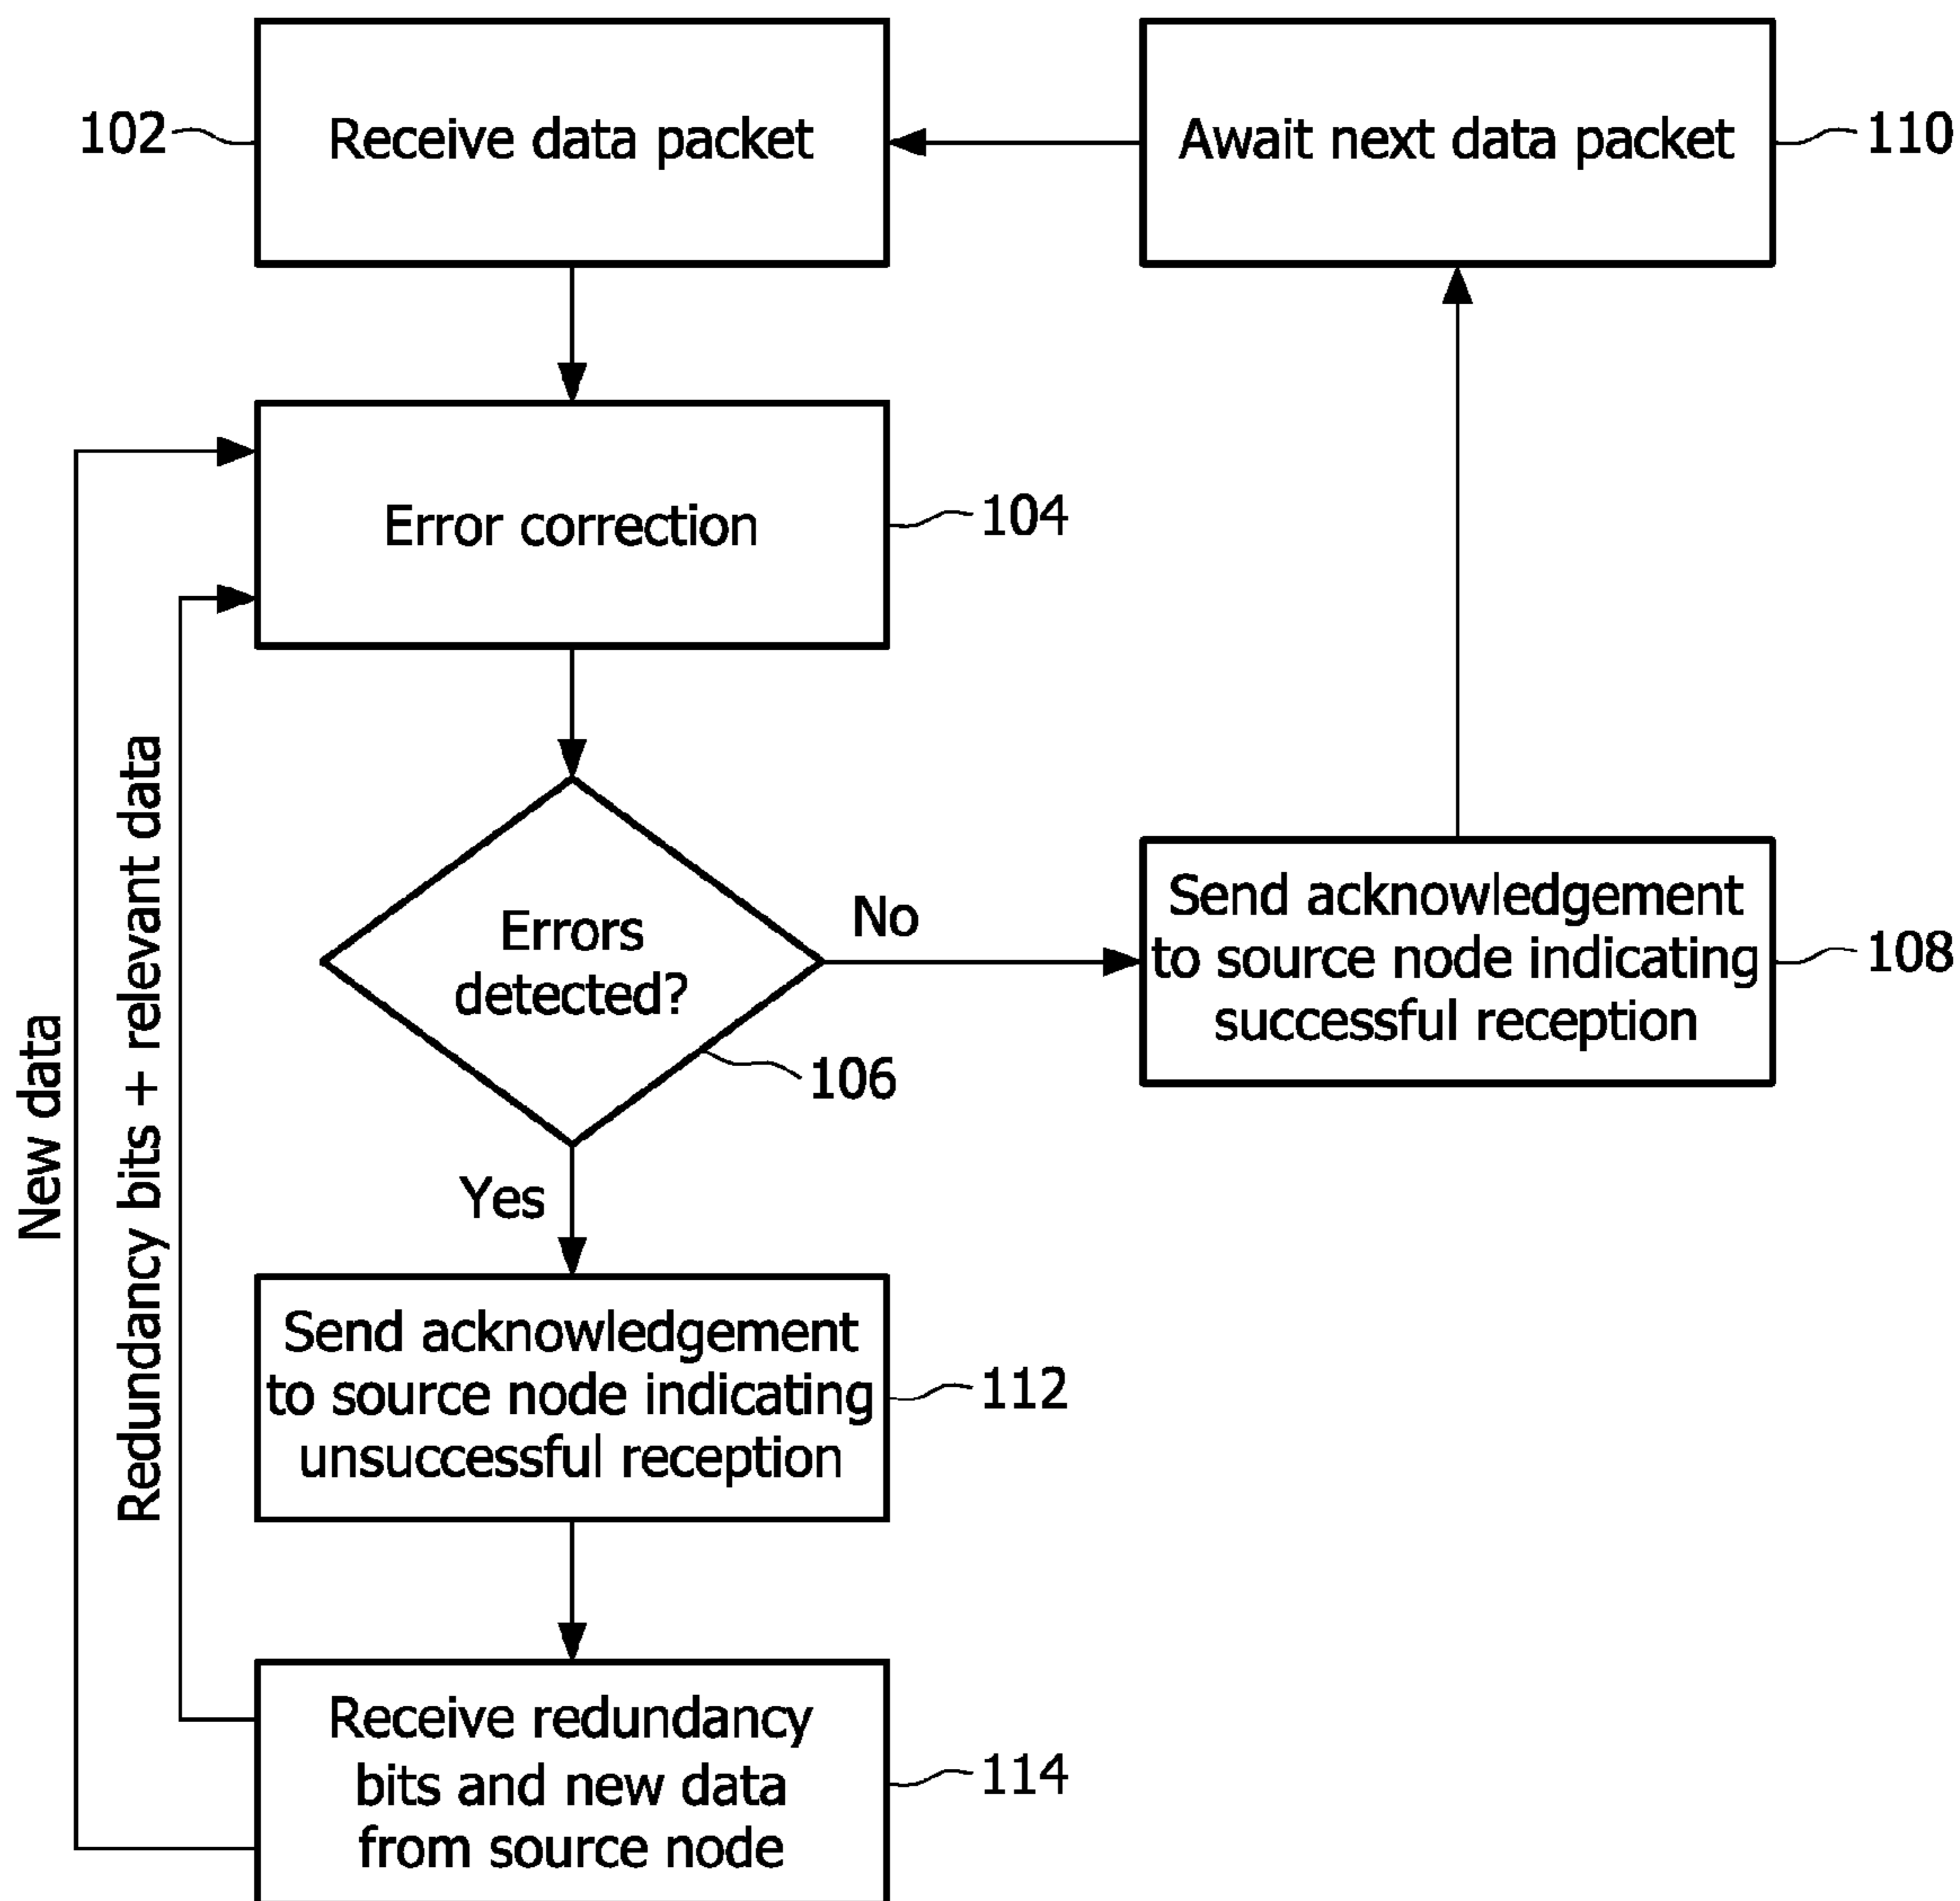 102
Receive data packet
Await next data packet
110
Error correction
104
Errors
detected?
106
No
Send acknowledgement
to source node indicating
successful reception
108
Yes
Send acknowledgement
to source node indicating
unsuccessful reception
112
Receive redundancy
bits and new data
from source node
114
New data
Redundancy bits + relevant data